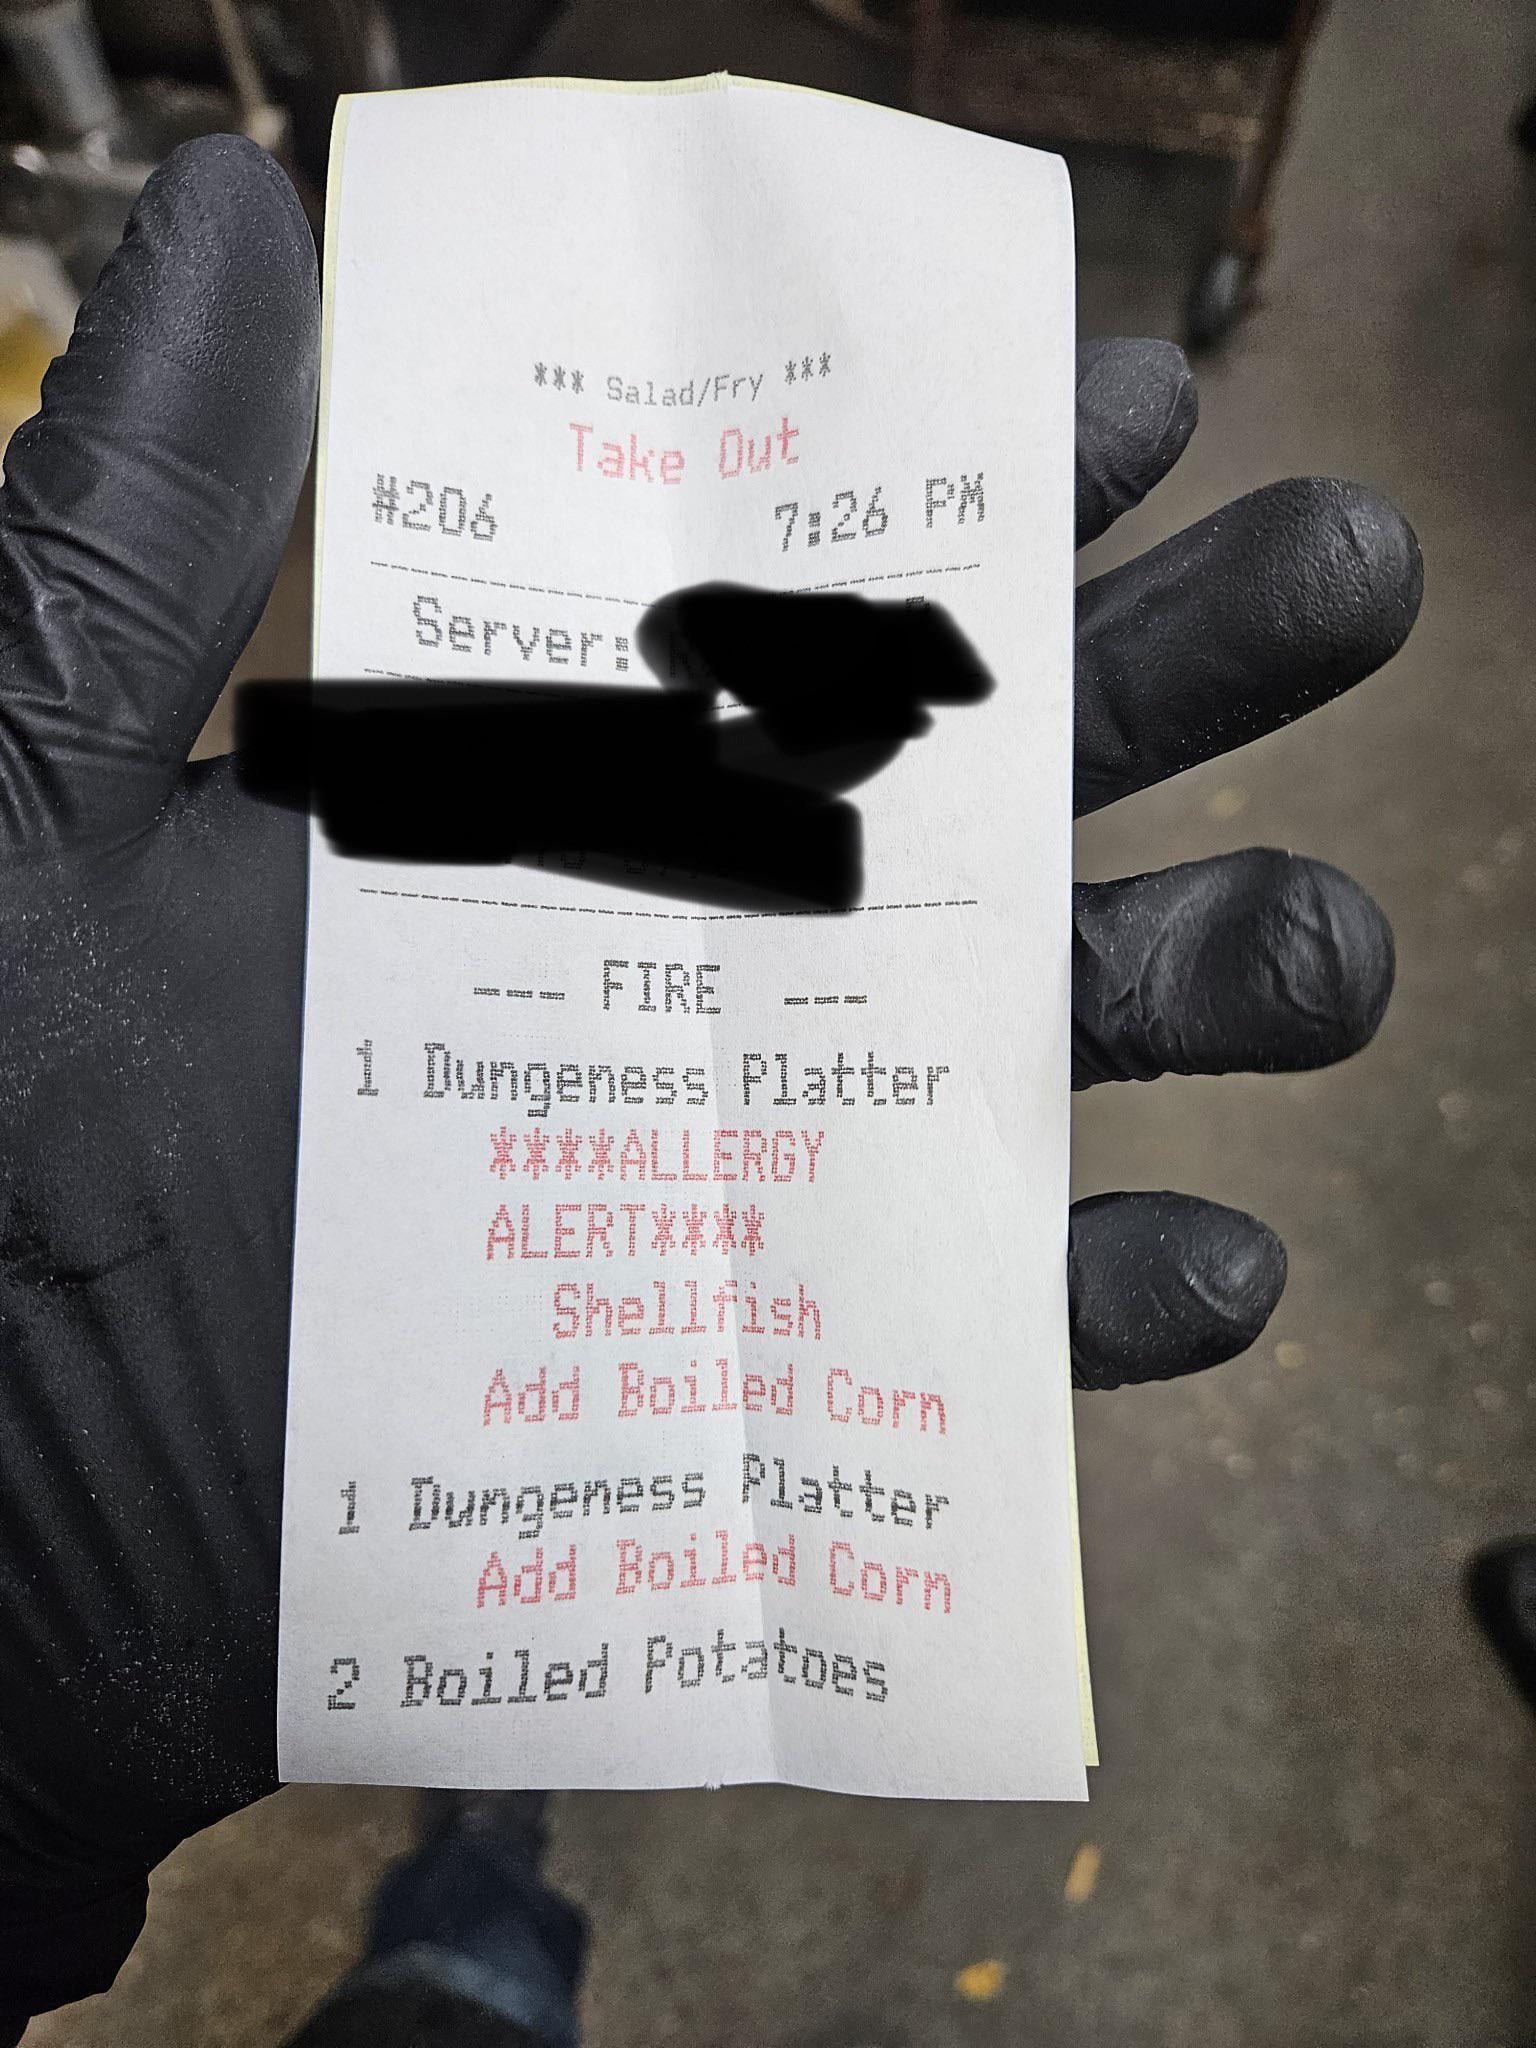 *** Salad/Fry ***
Take Out
#206 7:26 PM
Server:
--- FIRE ---
1 Dungeness Platter
****ALLERGY
ALERT****
Shellfish
Add Boiled Corn
1 Dungeness Platter
Add Boiled Corn
2 Boiled Potatoes